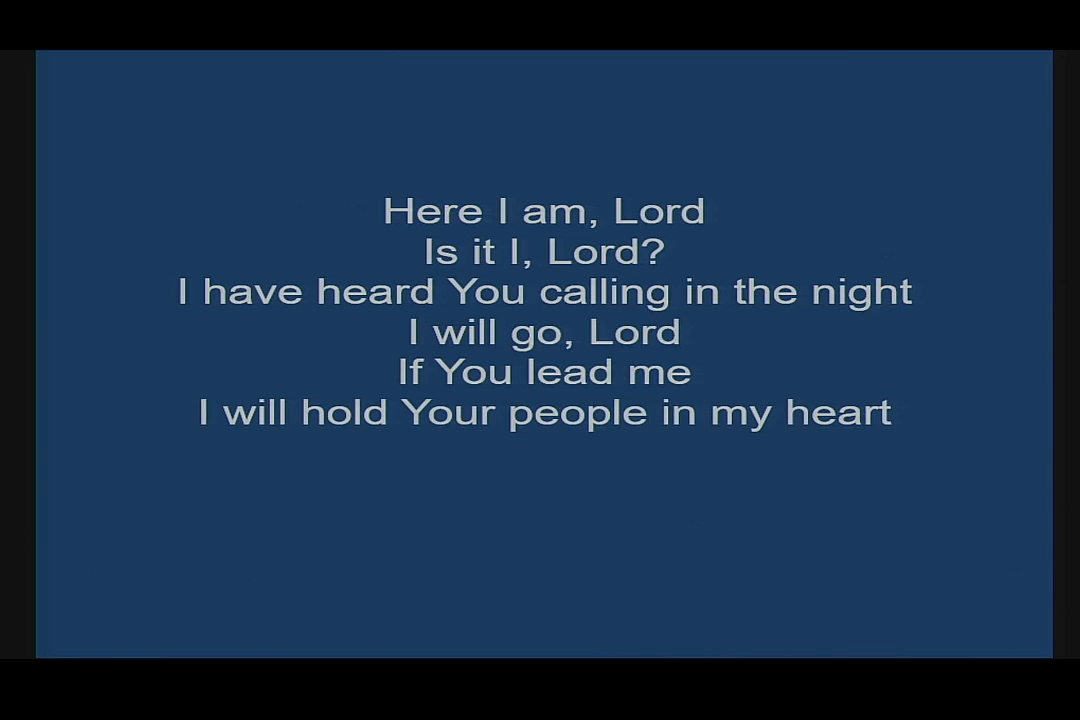 Here I am, Lord
Is it I, Lord?
I have heard You calling in the night
I will go, Lord
If You lead me
I will hold Your people in my heart